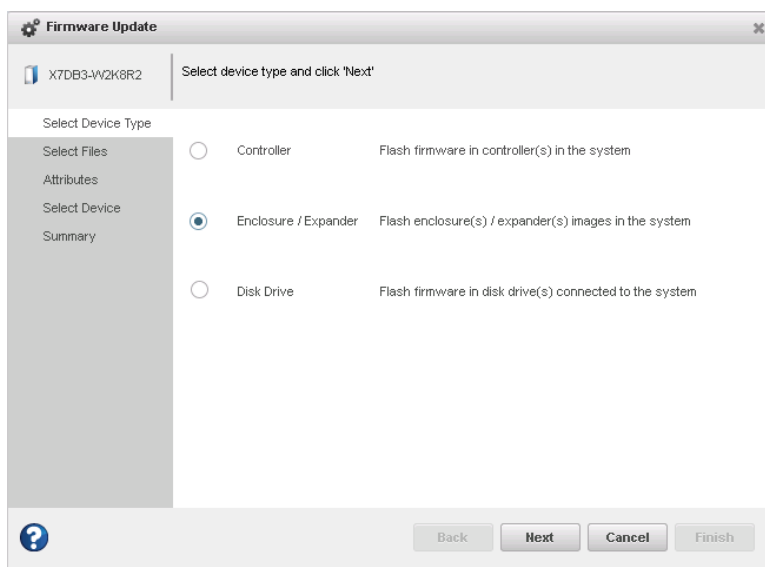 Firmware Update
X7DB3-W2K8R2
Select device type and click 'Next'
Select Device Type
Select Files
Attributes
Select Device
Summary
Controller Flash firmware in controller(s) in the system
Enclosure / Expander Flash enclosure(s) / expander(s) images in the system
Disk Drive Flash firmware in disk drive(s) connected to the system
?
Back Next Cancel Finish